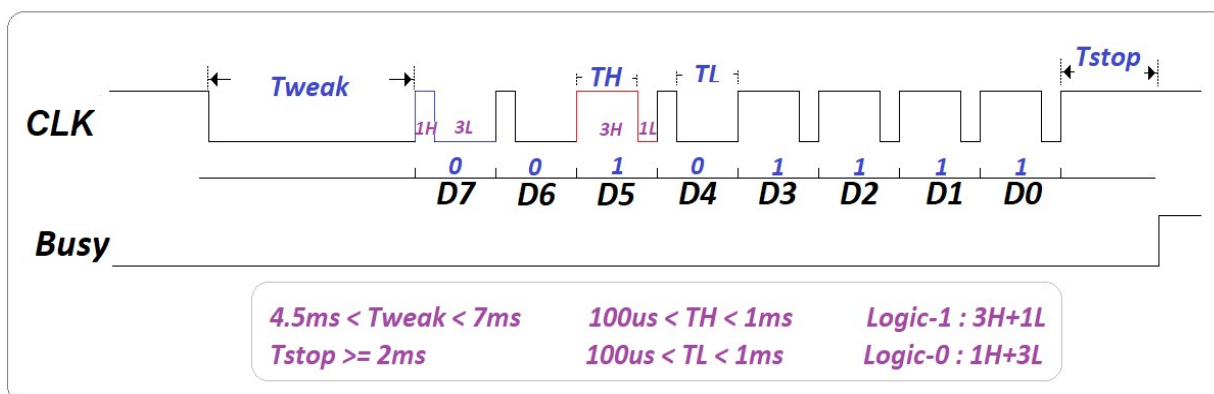 Tweak TH TL Tstop
CLK 1H 3L 3H 1L
0 0 1 0 1 1 1 1
D7 D6 D5 D4 D3 D2 D1 D0
Busy
4.5ms < Tweak < 7ms 100us < TH < 1ms Logic-1 : 3H+1L
Tstop >= 2ms 100us < TL < 1ms Logic-0 : 1H+3L